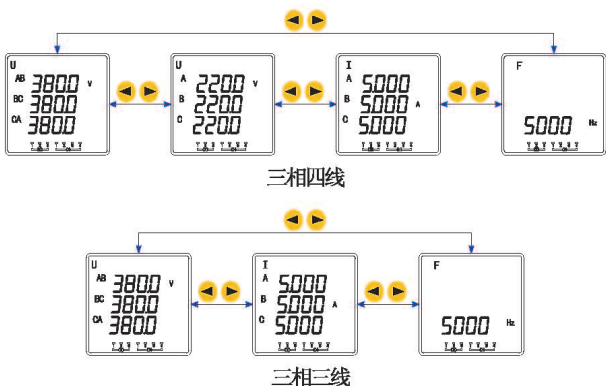 U
AB 380.0 V
BC 380.0
CA 380.0
U
A 220.0 V
B 220.0
C 220.0
I
A 5.000
B 5.000 A
C 5.000
F
50.00 Hz
三相四线
U
AB 380.0 V
BC 380.0
CA 380.0
I
A 5.000
B 5.000 A
C 5.000
F
50.00 Hz
三相三线